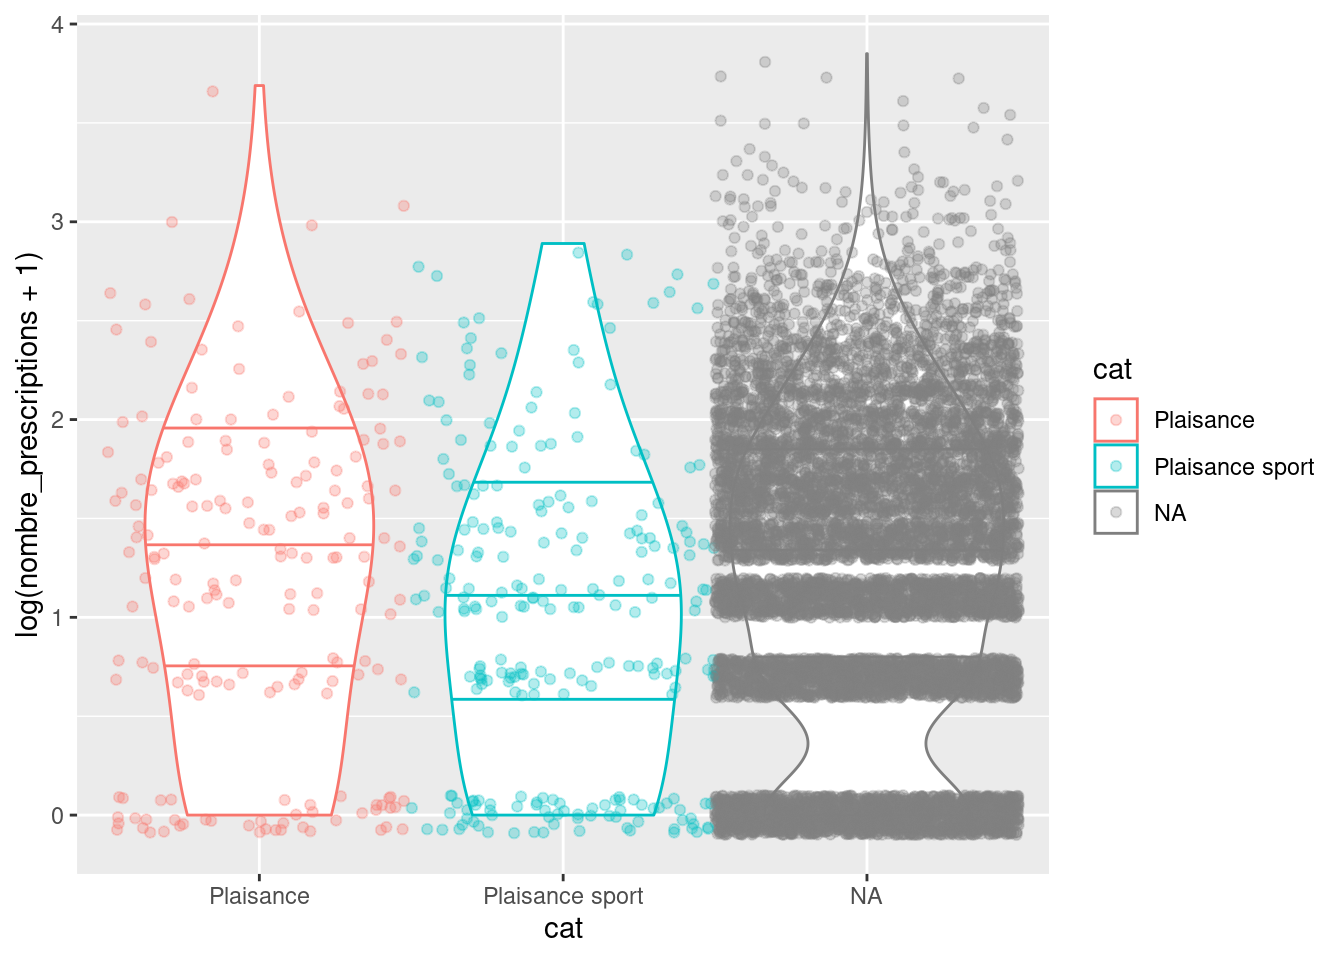 4
3
2
1
0
log(nombre_prescriptions + 1)
Plaisance
Plaisance sport
NA
cat
cat
Plaisance
Plaisance sport
NA